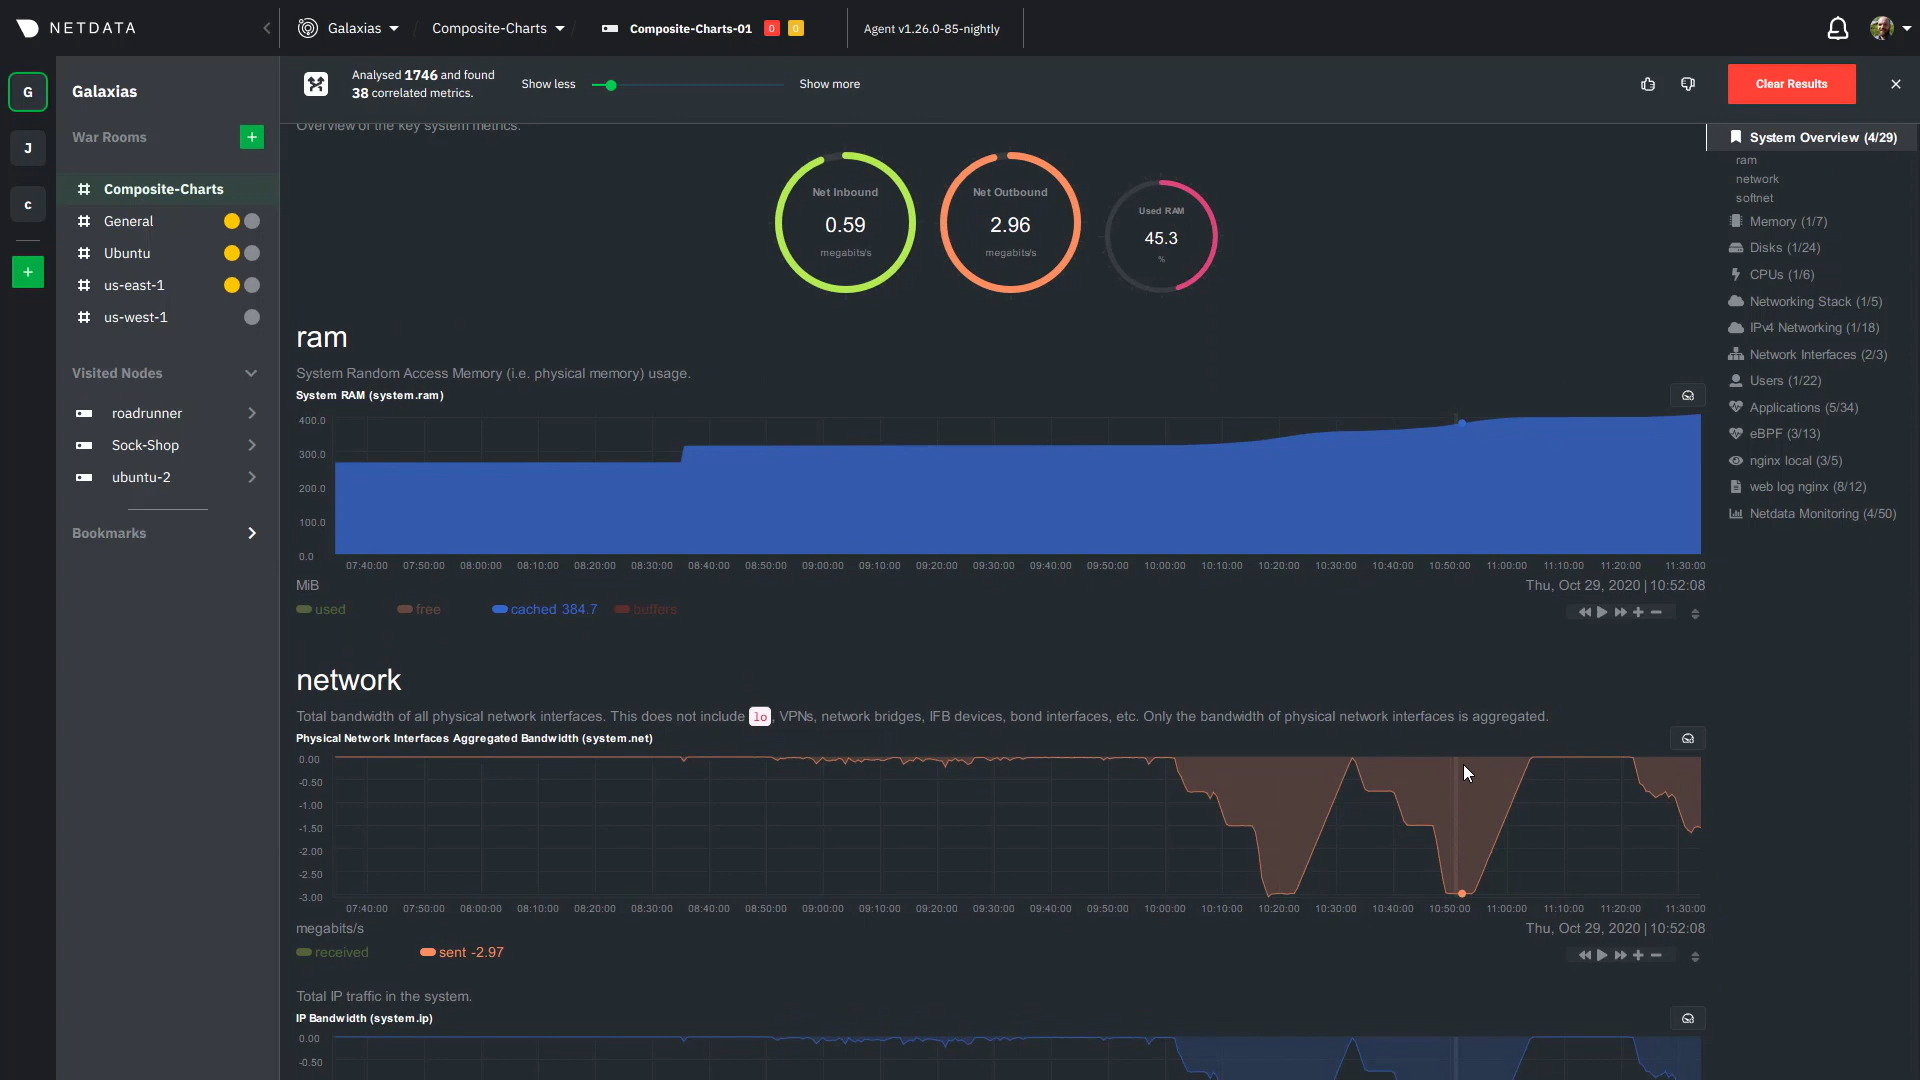 NETDATA
Galaxias
Composite-Charts
Composite-Charts-01
0
0
Agent v1.26.0-85-nightly
G
J
c
+
Galaxias
War Rooms
+
Composite-Charts
General
Ubuntu
us-east-1
us-west-1
Visited Nodes
roadrunner
Sock-Shop
ubuntu-2
Bookmarks
Analysed 1746 and found
38 correlated metrics.
Show less
Show more
Clear Results
Overview of the key system metrics.
Net Inbound
0.59
megabits/s
Net Outbound
2.96
megabits/s
Used RAM
45.3
%
ram
System Random Access Memory (i.e. physical memory) usage.
System RAM (system.ram)
400.0
300.0
200.0
100.0
0.0
07:40:00 07:50:00 08:00:00 08:10:00 08:20:00 08:30:00 08:40:00 08:50:00 09:00:00 09:10:00 09:20:00 09:30:00 09:40:00 09:50:00 10:00:00 10:10:00 10:20:00 10:30:00 10:40:00 10:50:00 11:00:00 11:10:00 11:20:00 11:30:00
MiB
Thu, Oct 29, 2020 | 10:52:08
used free cached 384.7 buffers
network
Total bandwidth of all physical network interfaces. This does not include lo, VPNs, network bridges, IFB devices, bond interfaces, etc. Only the bandwidth of physical network interfaces is aggregated.
Physical Network Interfaces Aggregated Bandwidth (system.net)
0.00
-0.50
-1.00
-1.50
-2.00
-2.50
-3.00
07:40:00 07:50:00 08:00:00 08:10:00 08:20:00 08:30:00 08:40:00 08:50:00 09:00:00 09:10:00 09:20:00 09:30:00 09:40:00 09:50:00 10:00:00 10:10:00 10:20:00 10:30:00 10:40:00 10:50:00 11:00:00 11:10:00 11:20:00 11:30:00
megabits/s
Thu, Oct 29, 2020 | 10:52:08
received sent -2.97
Total IP traffic in the system.
IP Bandwidth (system.ip)
0.00
-0.50
System Overview (4/29)
ram
network
softnet
Memory (1/7)
Disks (1/24)
CPUs (1/6)
Networking Stack (1/5)
IPv4 Networking (1/18)
Network Interfaces (2/3)
Users (1/22)
Applications (5/34)
eBPF (3/13)
nginx local (3/5)
web log nginx (8/12)
Netdata Monitoring (4/50)